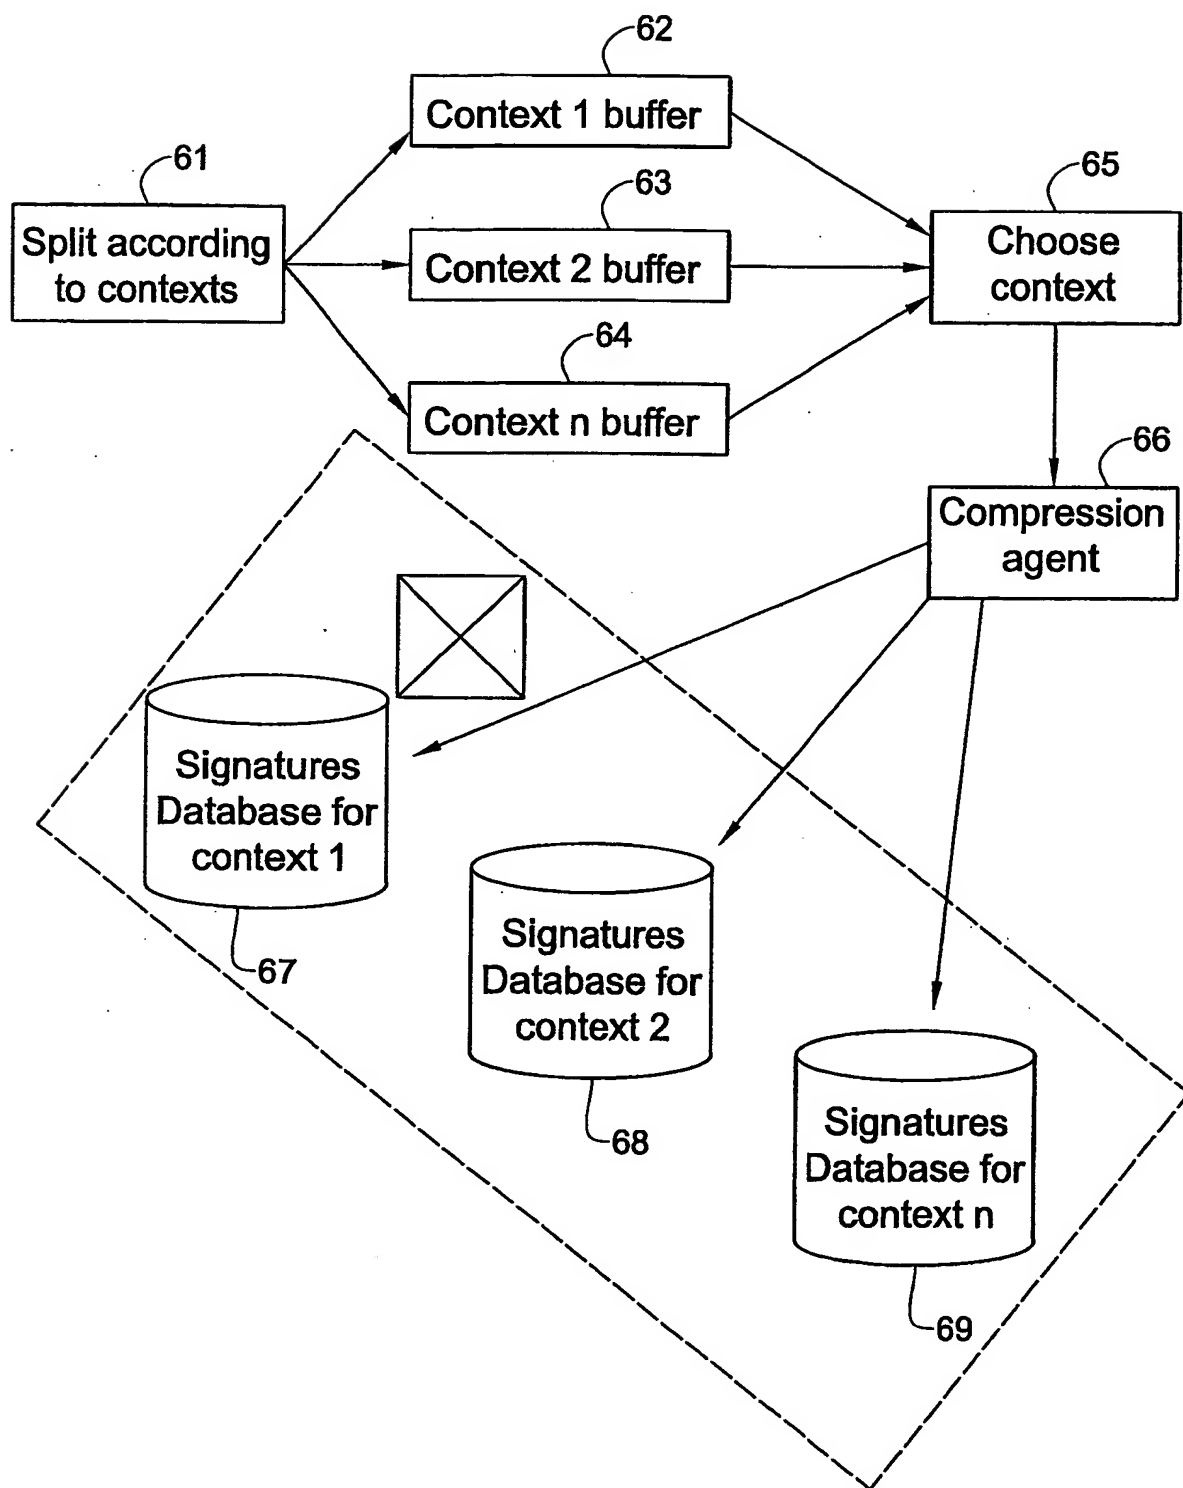 62
Context 1 buffer
61
Split according
to contexts
63
Context 2 buffer
65
Choose
context
64
Context n buffer
66
Compression
agent
Signatures
Database for
context 1
67
Signatures
Database for
context 2
68
Signatures
Database for
context n
69